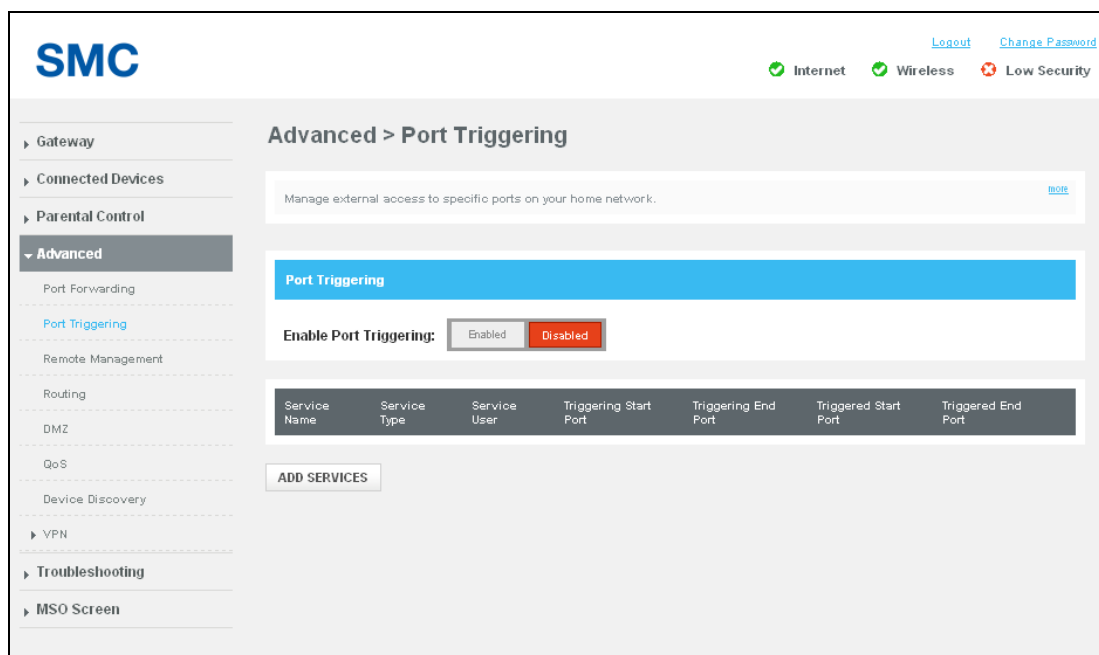 SMC
Logout Change Password
Internet Wireless Low Security
Gateway
Connected Devices
Parental Control
Advanced
Port Forwarding
Port Triggering
Remote Management
Routing
DMZ
QoS
Device Discovery
VPN
Troubleshooting
MSO Screen
Advanced > Port Triggering
Manage external access to specific ports on your home network.
more
Port Triggering
Enable Port Triggering: Enabled Disabled
Service Name Service Type Service User Triggering Start Port Triggering End Port Triggered Start Port Triggered End Port
ADD SERVICES